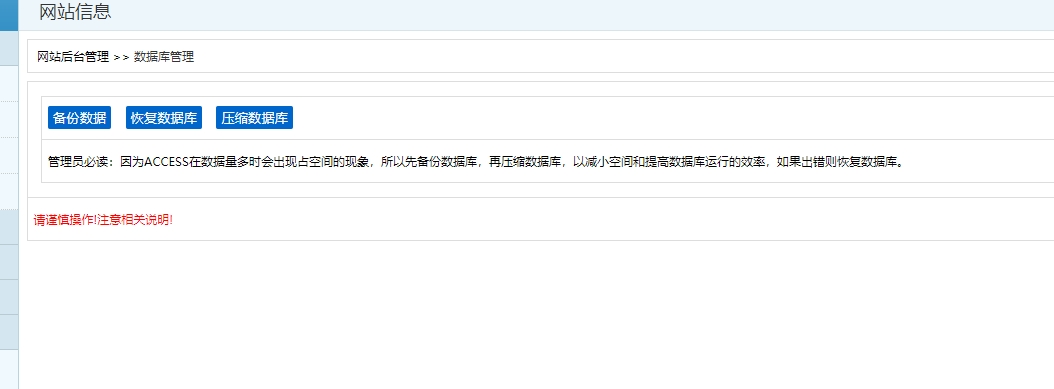 网站信息
网站后台管理 >> 数据库管理
备份数据 恢复数据库 压缩数据库
管理员必读：因为ACCESS在数据量多时会出现占空间的现象，所以先备份数据库，再压缩数据库，以减小空间和提高数据库运行的效率，如果出错则恢复数据库。
请谨慎操作!注意相关说明!